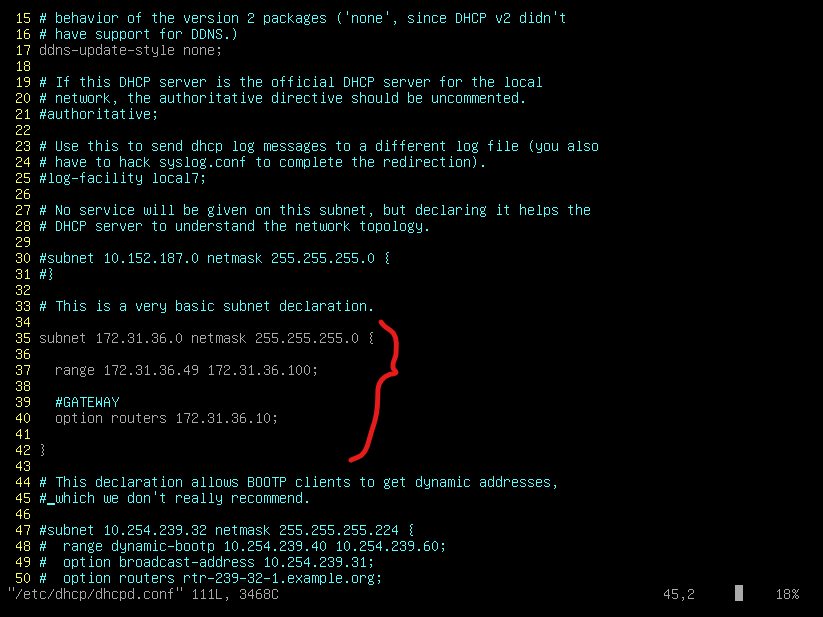 15 # behavior of the version 2 packages ('none', since DHCP v2 didn't
16 # have support for DDNS.)
17 ddns-update-style none;
18
19 # If this DHCP server is the official DHCP server for the local
20 # network, the authoritative directive should be uncommented.
21 #authoritative;
22
23 # Use this to send dhcp log messages to a different log file (you also
24 # have to hack syslog.conf to complete the redirection).
25 #log-facility local7;
26
27 # No service will be given on this subnet, but declaring it helps the
28 # DHCP server to understand the network topology.
29
30 #subnet 10.152.187.0 netmask 255.255.255.0 {
31 #}
32
33 # This is a very basic subnet declaration.
34
35 subnet 172.31.36.0 netmask 255.255.255.0 {
36
37   range 172.31.36.49 172.31.36.100;
38
39   #GATEWAY
40   option routers 172.31.36.10;
41
42 }
43
44 # This declaration allows BOOTP clients to get dynamic addresses,
45 #_which we don't really recommend.
46
47 #subnet 10.254.239.32 netmask 255.255.255.224 {
48 #  range dynamic-bootp 10.254.239.40 10.254.239.60;
49 #  option broadcast-address 10.254.239.31;
50 #  option routers rtr-239-32-1.example.org;
"/etc/dhcp/dhcpd.conf" 111L, 3468C 45,2 18%